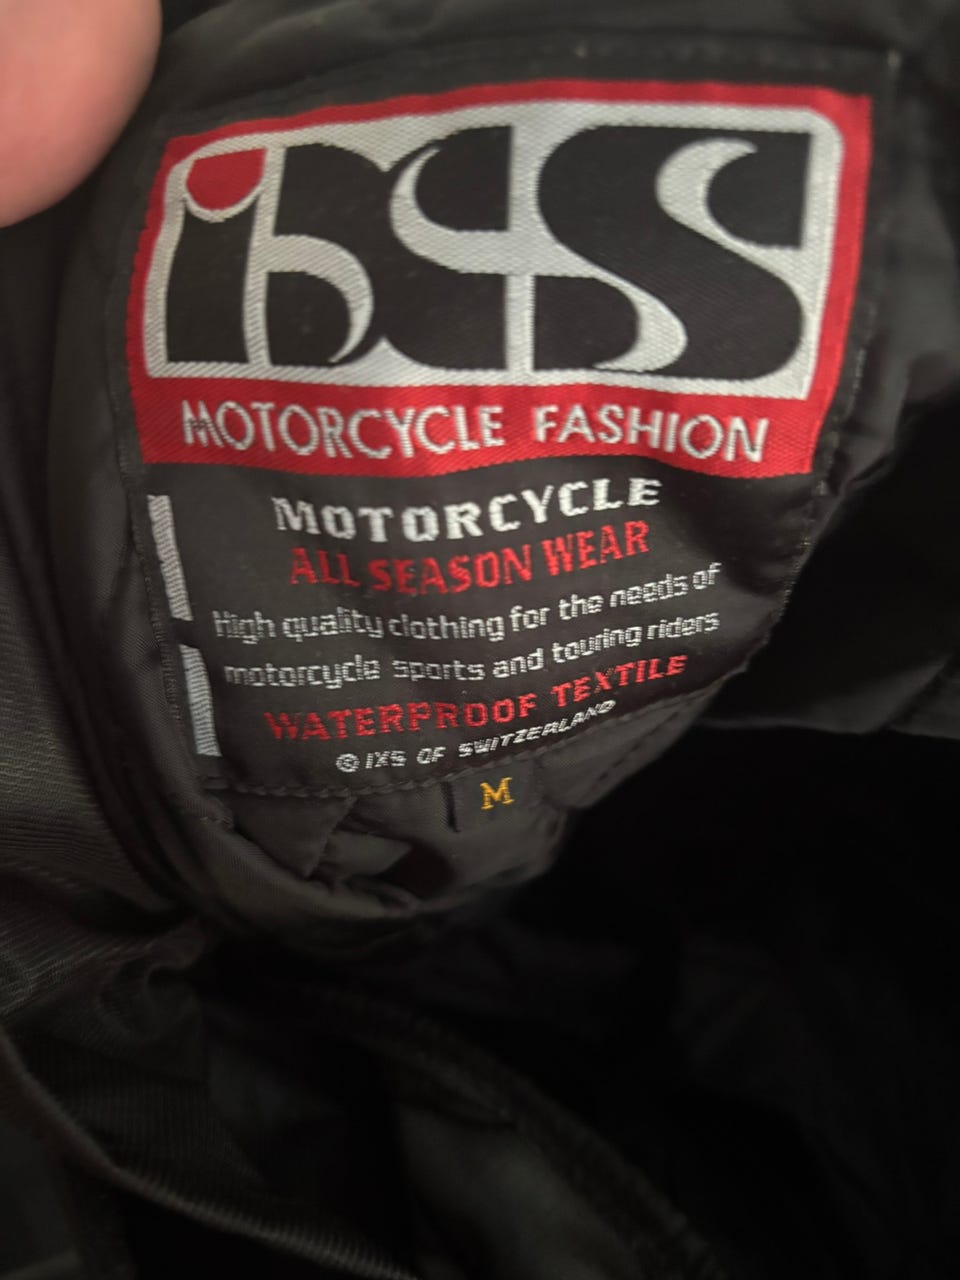 iXS
MOTORCYCLE FASHION
MOTORCYCLE
ALL SEASON WEAR
High quality clothing for the needs of
motorcycle sports and touring riders
WATERPROOF TEXTILE
© IXS OF SWITZERLAND
M